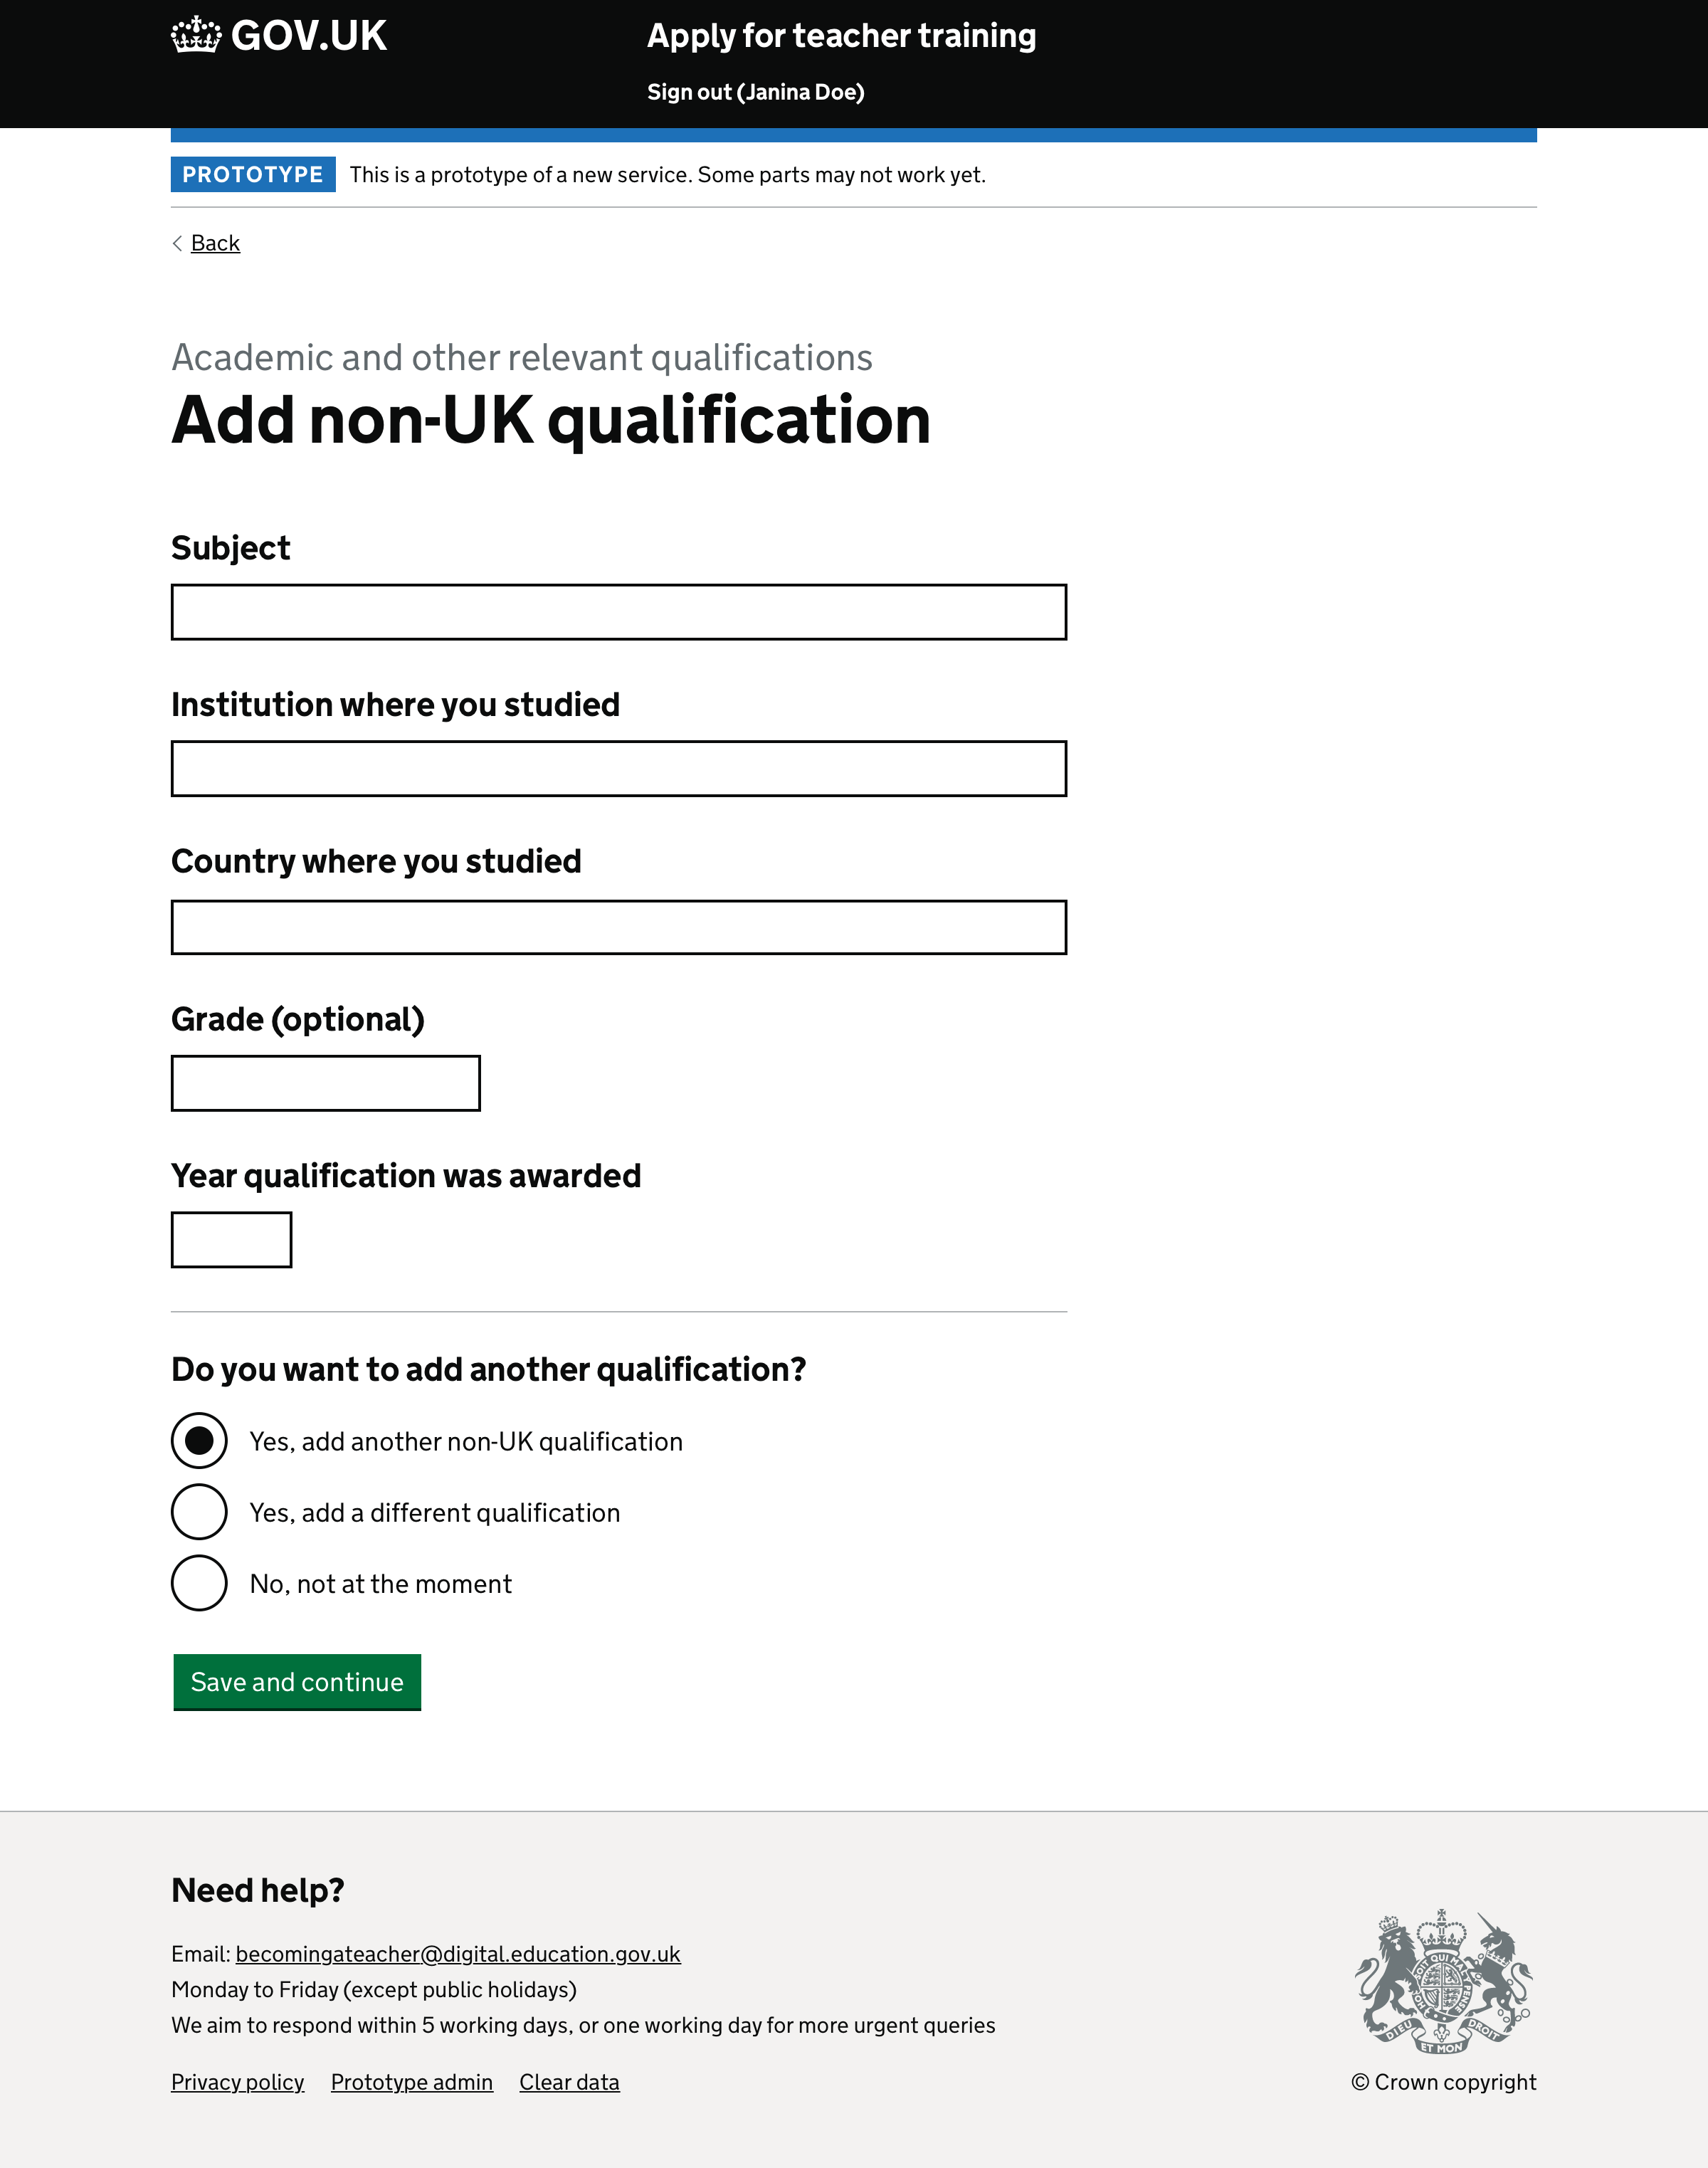 GOV.UK
Apply for teacher training
Sign out (Janina Doe)
PROTOTYPE This is a prototype of a new service. Some parts may not work yet.
Back
Academic and other relevant qualifications
Add non-UK qualification
Subject
Institution where you studied
Country where you studied
Grade (optional)
Year qualification was awarded
Do you want to add another qualification?
Yes, add another non-UK qualification
Yes, add a different qualification
No, not at the moment
Save and continue
Need help?
Email: becomingateacher@digital.education.gov.uk
Monday to Friday (except public holidays)
We aim to respond within 5 working days, or one working day for more urgent queries
Privacy policy Prototype admin Clear data
DIEU ET MON DROIT
© Crown copyright